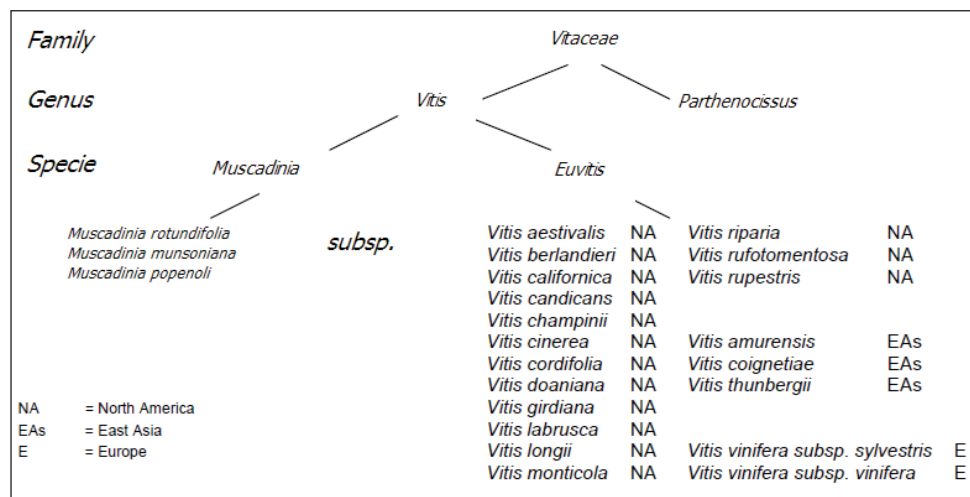 Family Vitaceae
Genus Vitis Parthenocissus
Specie Muscadinia Euvitis
Muscadinia rotundifolia
Muscadinia munsoniana
Muscadinia popenoli
subsp.
Vitis aestivalis NA Vitis riparia NA
Vitis berlandieri NA Vitis rufotomentosa NA
Vitis californica NA Vitis rupestris NA
Vitis candicans NA
Vitis champinii NA
Vitis cinerea NA Vitis amurensis EAs
Vitis cordifolia NA Vitis coignetiae EAs
Vitis doaniana NA Vitis thunbergii EAs
Vitis girdiana NA
Vitis labrusca NA
Vitis longii NA Vitis vinifera subsp. sylvestris E
Vitis monticola NA Vitis vinifera subsp. vinifera E
NA = North America
EAs = East Asia
E = Europe